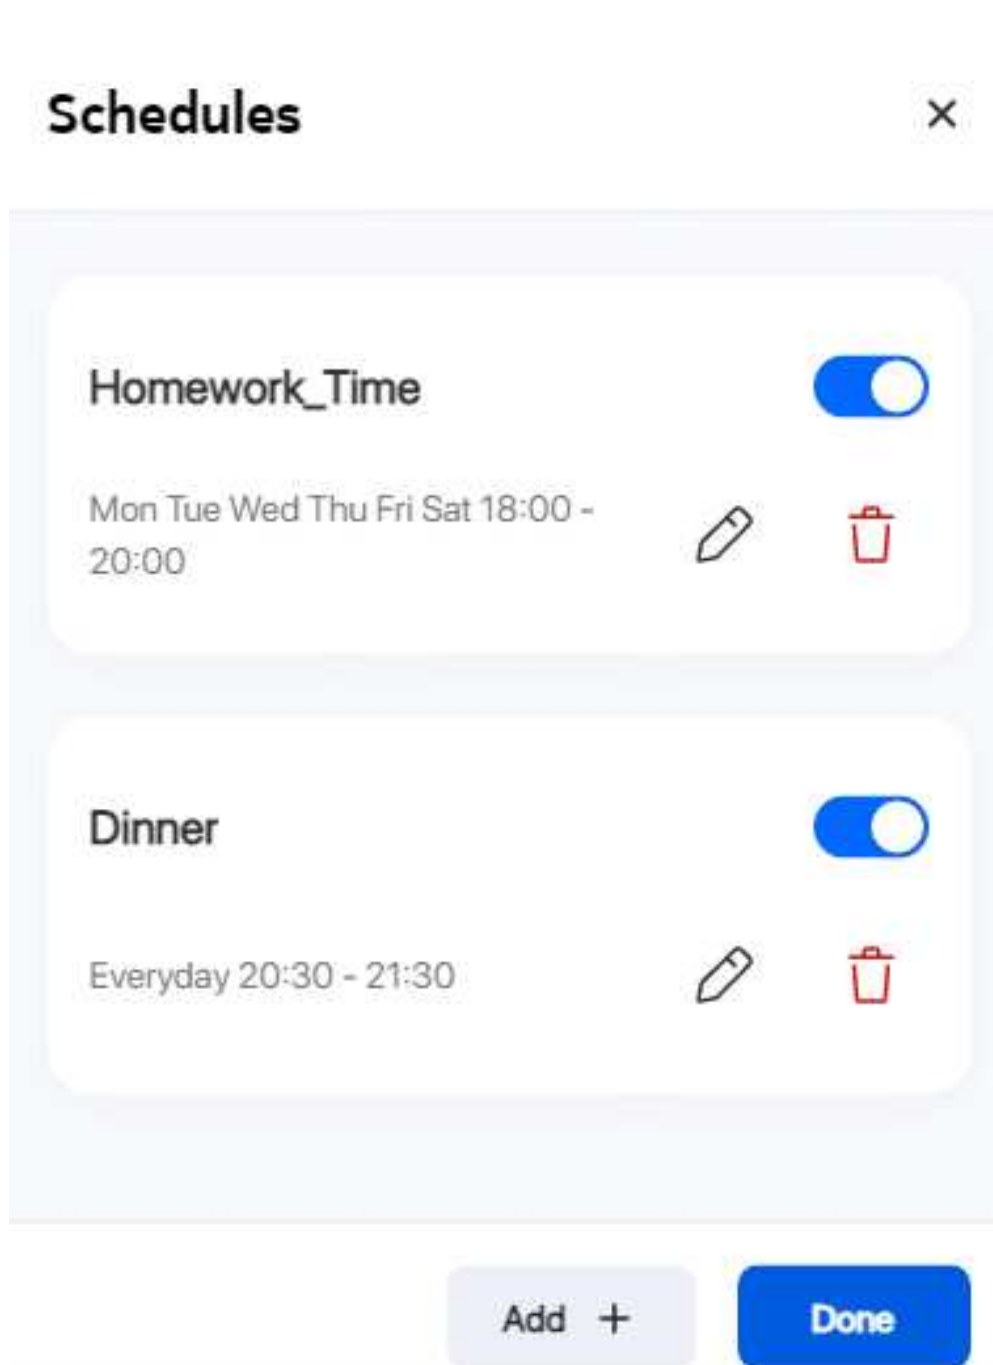 Schedules
Homework_Time
Mon Tue Wed Thu Fri Sat 18:00 -
20:00
Dinner
Everyday 20:30 - 21:30
Add +
Done